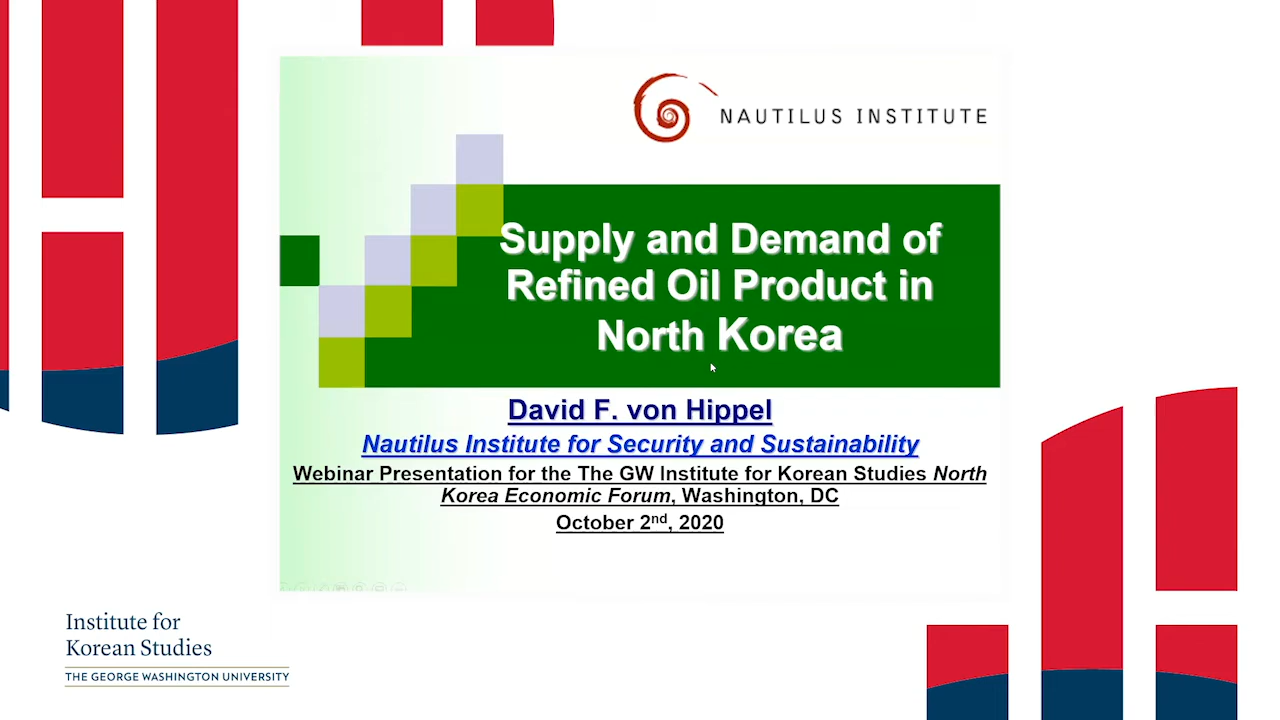 NAUTILUS INSTITUTE
Supply and Demand of
Refined Oil Product in
North Korea
David F. von Hippel
Nautilus Institute for Security and Sustainability
Webinar Presentation for the The GW Institute for Korean Studies North
Korea Economic Forum, Washington, DC
October 2nd, 2020
Institute for
Korean Studies
THE GEORGE WASHINGTON UNIVERSITY